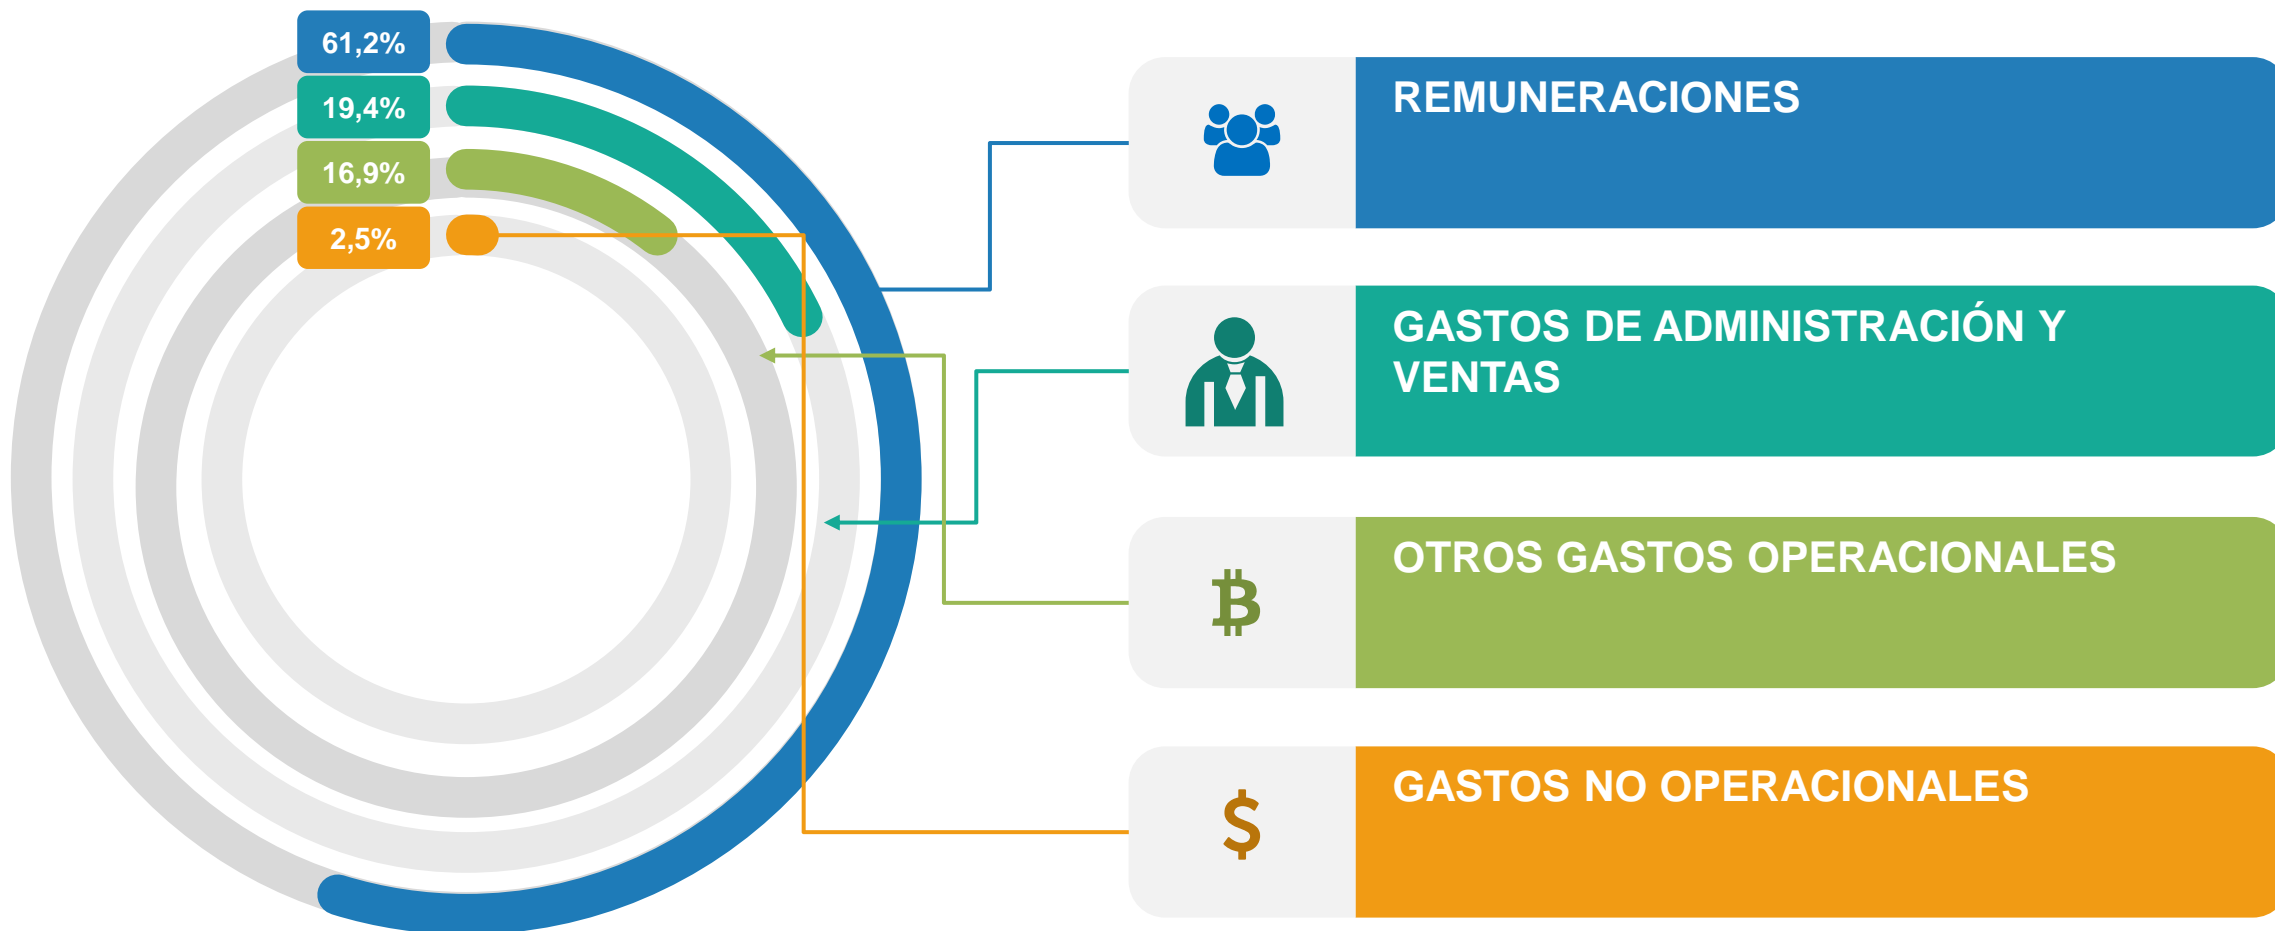 61,2%
19,4%
16,9%
2,5%
REMUNERACIONES
GASTOS DE ADMINISTRACIÓN Y
VENTAS
OTROS GASTOS OPERACIONALES
GASTOS NO OPERACIONALES